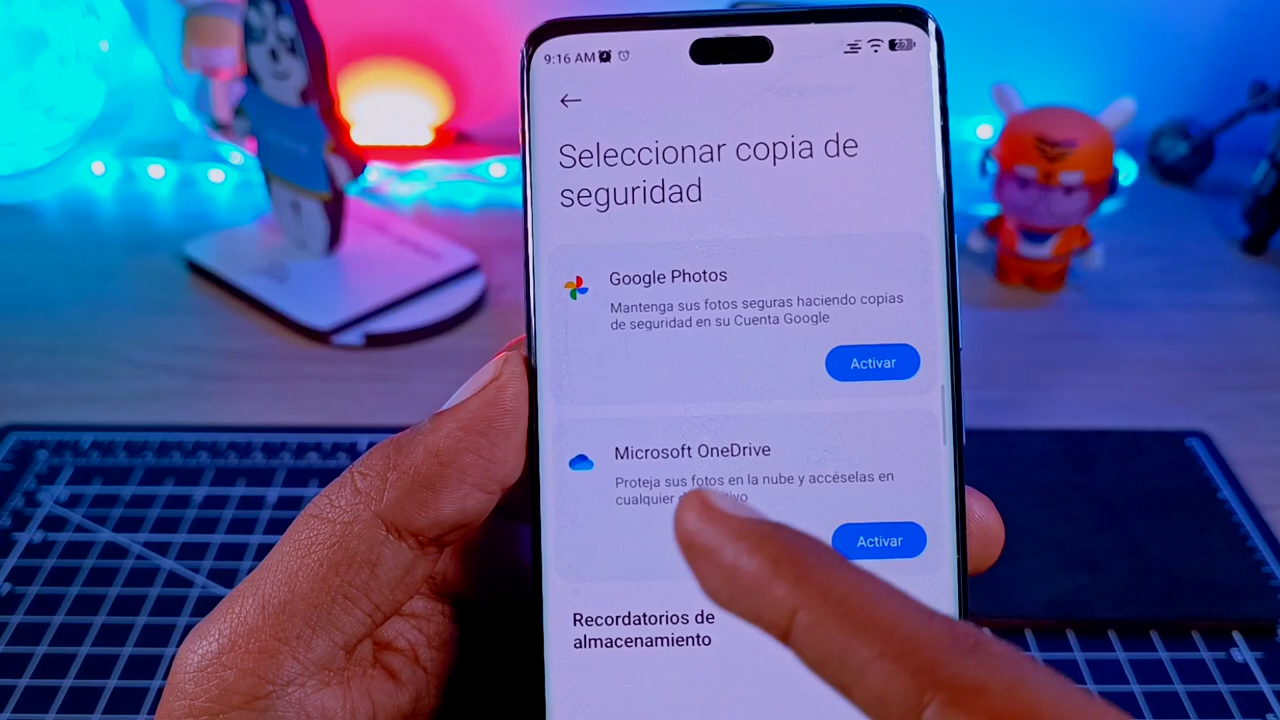 9:16 AM
Seleccionar copia de
seguridad
Google Photos
Mantenga sus fotos seguras haciendo copias
de seguridad en su Cuenta Google
Activar
Microsoft OneDrive
Proteja sus fotos en la nube y accéselas en
cualquier
Activar
Recordatorios de
almacenamiento